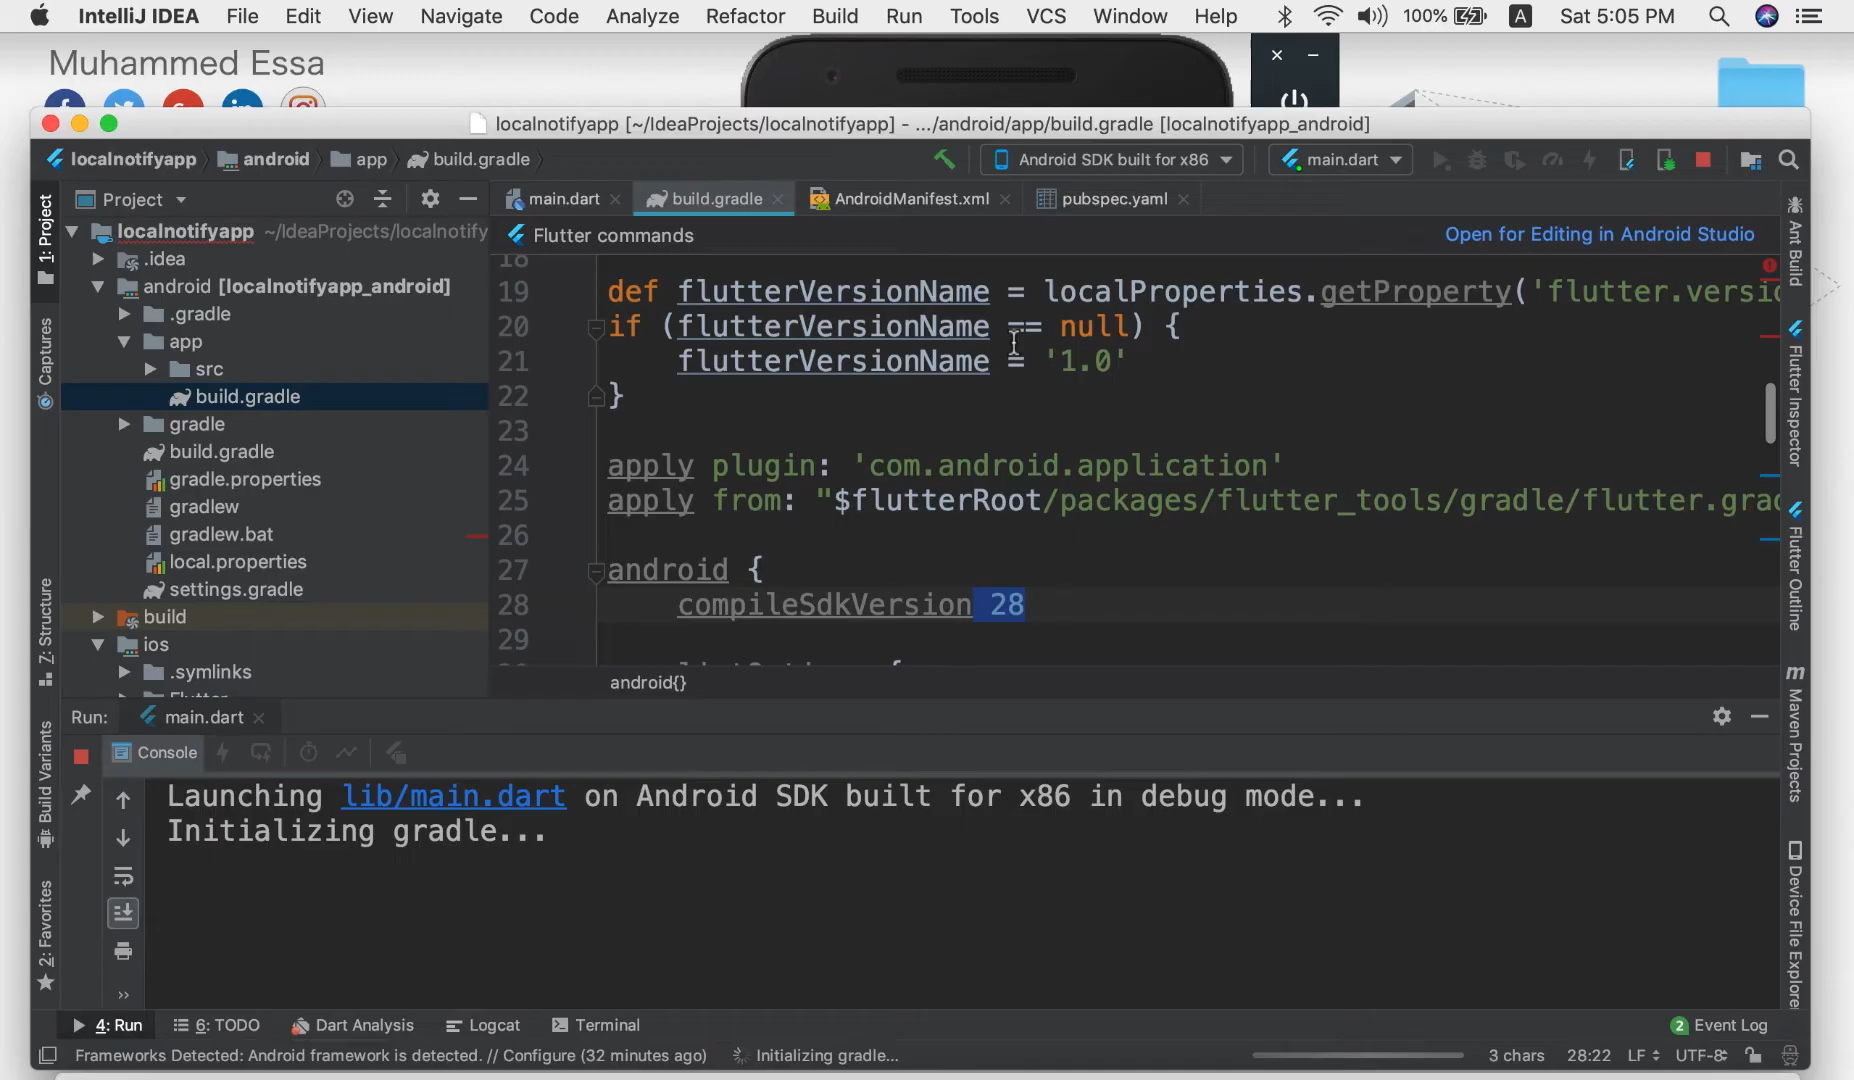 IntelliJ IDEA File Edit View Navigate Code Analyze Refactor Build Run Tools VCS Window Help 100% A Sat 5:05 PM
Muhammed Essa
localnotifyapp [~/IdeaProjects/localnotifyapp] - .../android/app/build.gradle [localnotifyapp_android]
localnotifyapp android app build.gradle Android SDK built for x86 main.dart
Project main.dart build.gradle AndroidManifest.xml pubspec.yaml
localnotifyapp ~/IdeaProjects/localnotify
Flutter commands Open for Editing in Android Studio
.idea
android [localnotifyapp_android]
.gradle
app
src
build.gradle
gradle
build.gradle
gradle.properties
gradlew
gradlew.bat
local.properties
settings.gradle
build
ios
.symlinks
Flutter
18
19 def flutterVersionName = localProperties.getProperty('flutter.versio
20 if (flutterVersionName == null) {
21 flutterVersionName = '1.0'
22 }
23
24 apply plugin: 'com.android.application'
25 apply from: "$flutterRoot/packages/flutter_tools/gradle/flutter.grad
26
27 android {
28 compileSdkVersion 28
29
android{}
1: Project
Captures
Z: Structure
Build Variants
2: Favorites
Ant Build
Flutter Inspector
Flutter Outline
m Maven Projects
Device File Explorer
Run: main.dart
Console
Launching lib/main.dart on Android SDK built for x86 in debug mode...
Initializing gradle...
4: Run 6: TODO Dart Analysis Logcat Terminal 2 Event Log
Frameworks Detected: Android framework is detected. // Configure (32 minutes ago) Initializing gradle... 3 chars 28:22 LF UTF-8